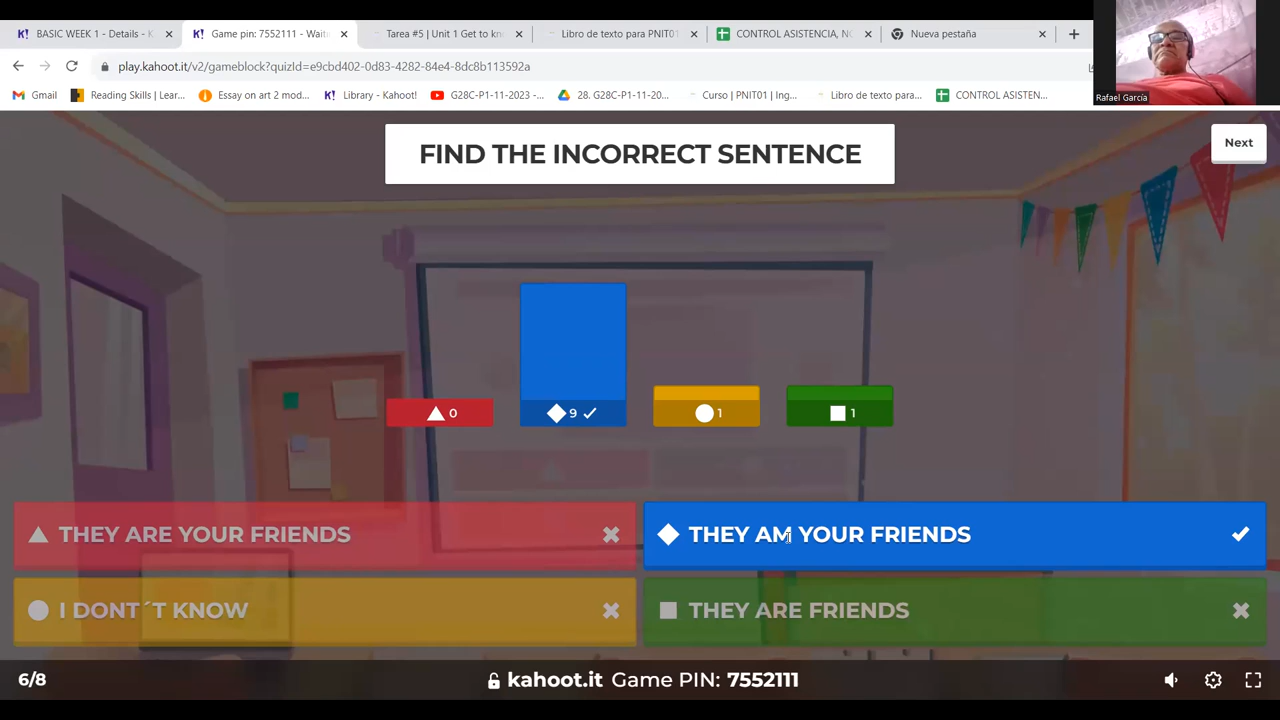 BASIC WEEK 1 - Details - K
Game pin: 7552111 - Waiti
Tarea #5 | Unit 1 Get to kn
Libro de texto para PNIT01
CONTROL ASISTENCIA, NO
Nueva pestaña
play.kahoot.it/v2/gameblock?quizId=e9cbd402-0d83-4282-84e4-8dc8b113592a
Gmail
Reading Skills | Lear...
Essay on art 2 mod...
Library - Kahoot!
G28C-P1-11-2023 -...
28. G28C-P1-11-20...
Curso | PNIT01 | Ing...
Libro de texto para...
CONTROL ASISTEN...
Rafael García
FIND THE INCORRECT SENTENCE
Next
0
9
1
1
THEY ARE YOUR FRIENDS
THEY AM YOUR FRIENDS
I DONT´T KNOW
THEY ARE FRIENDS
6/8
kahoot.it Game PIN: 7552111